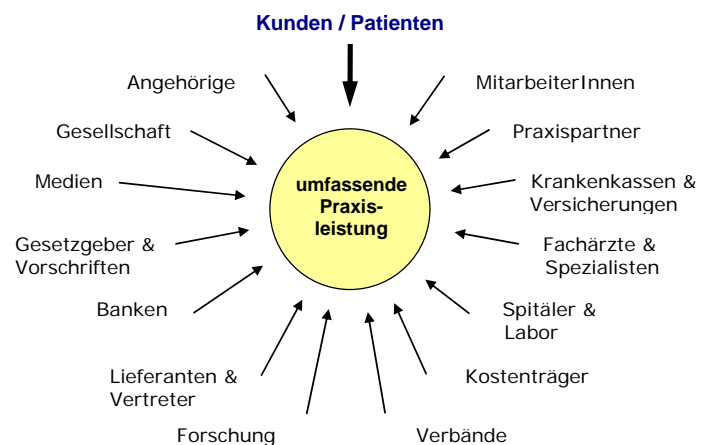 Kunden / Patienten
Angehörige
MitarbeiterInnen
Gesellschaft
Praxispartner
Medien
umfassende
Praxis-
leistung
Krankenkassen &
Versicherungen
Gesetzgeber &
Vorschriften
Fachärzte &
Spezialisten
Banken
Spitäler &
Labor
Lieferanten &
Vertreter
Kostenträger
Forschung
Verbände